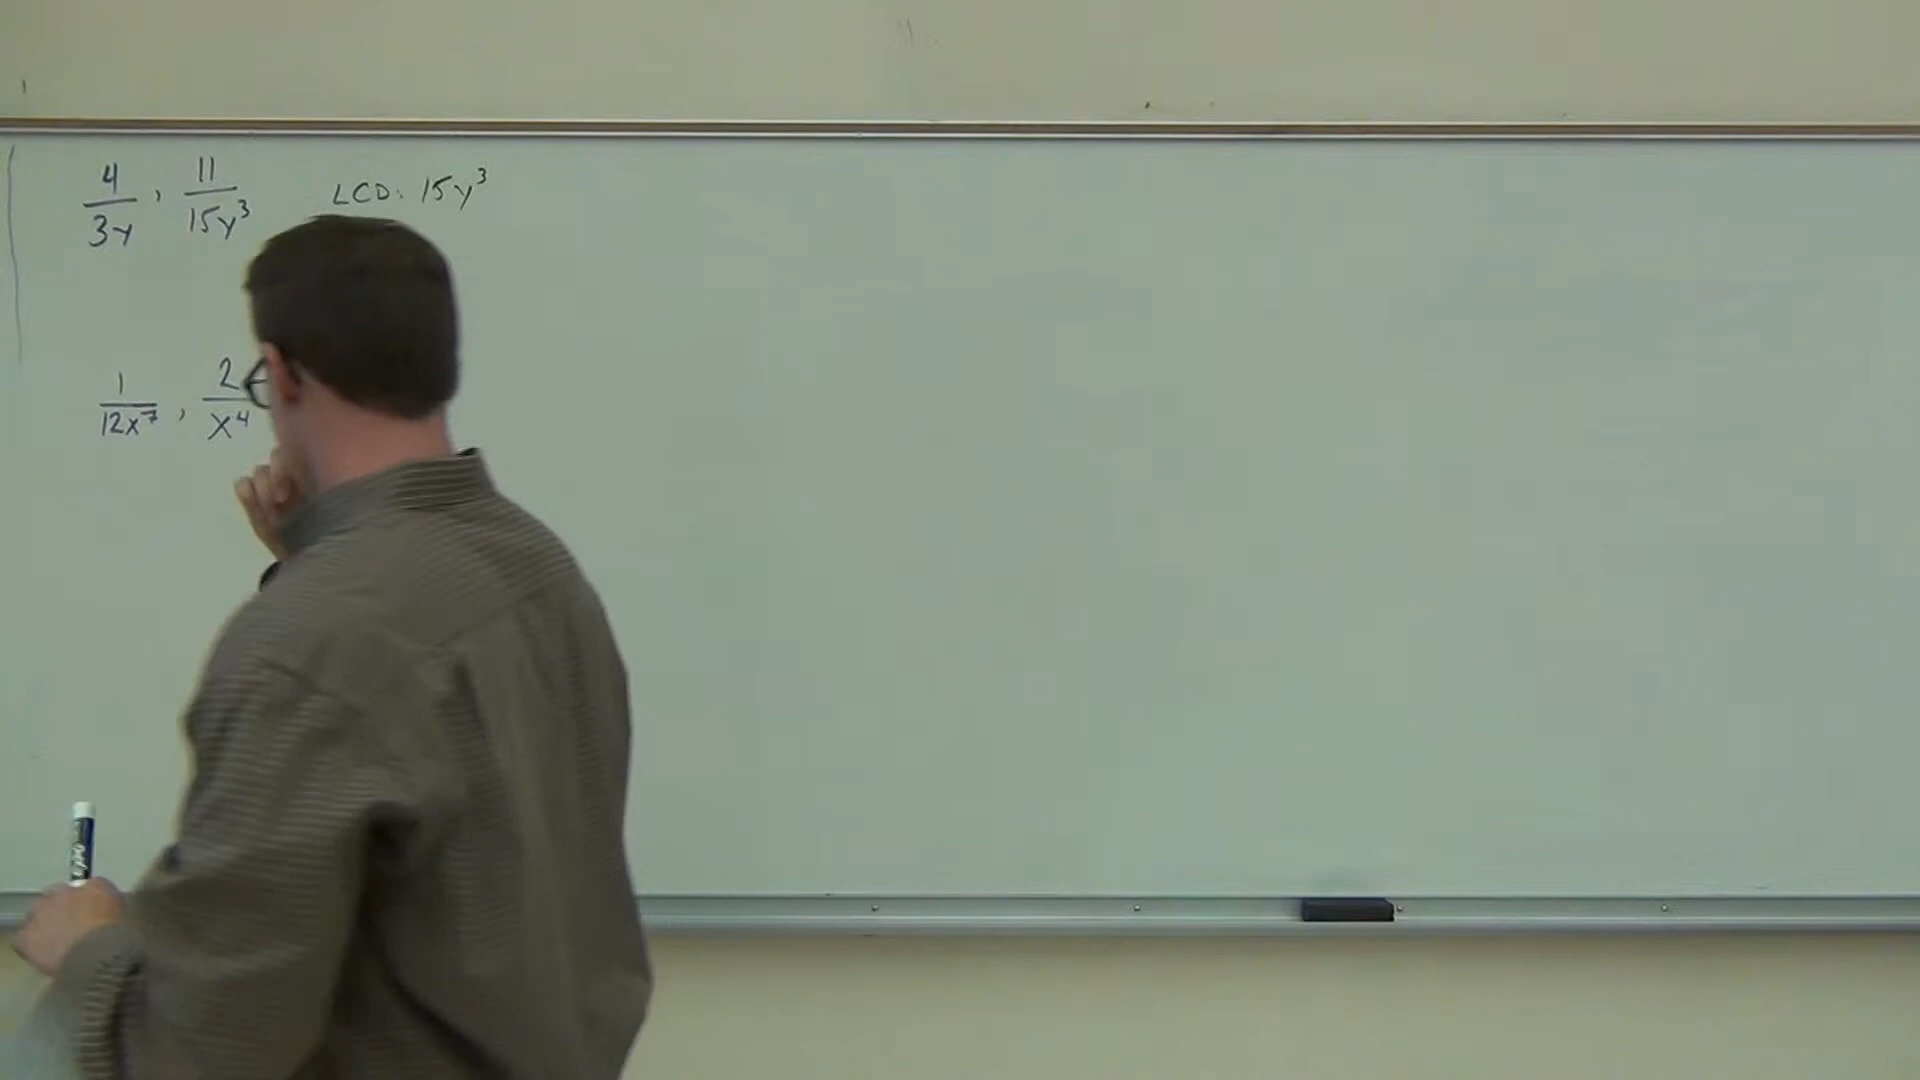 4/3y , 11/15y³ LCD: 15y³
1/12x⁷ , 2/x⁴